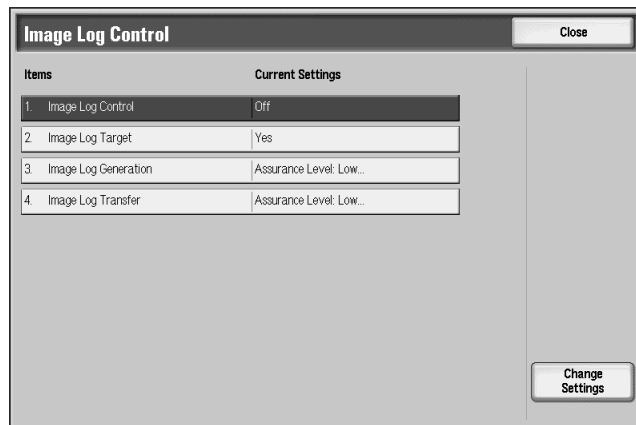 Image Log Control
Close
Items Current Settings
1. Image Log Control Off
2. Image Log Target Yes
3. Image Log Generation Assurance Level: Low...
4. Image Log Transfer Assurance Level: Low...
Change
Settings